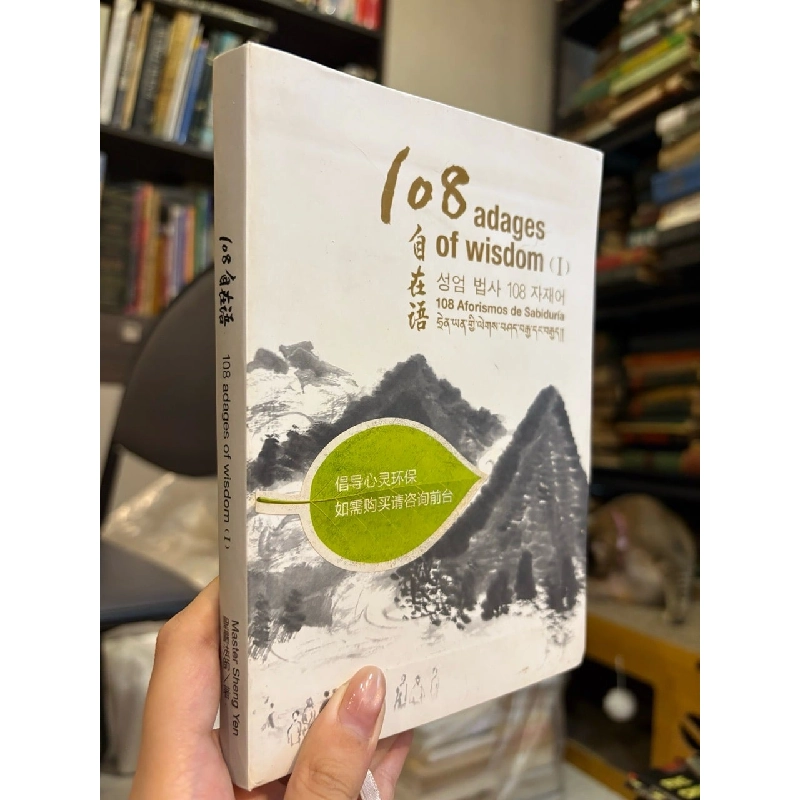 108 adages
of wisdom (I)
自在语
성엄 법사 108 자재어
108 Aforismos de Sabiduría
倡导心灵环保
如需购买请咨询前台
108 自在语
108 adages of wisdom (I)
Master Sheng Yen